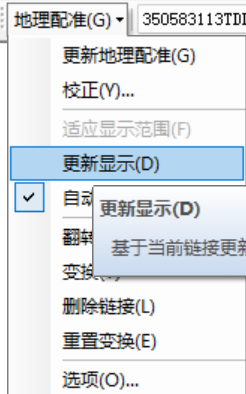 地理配准(G) 350583113TD
更新地理配准(G)
校正(Y)...
适应显示范围(F)
更新显示(D)
自动
更新显示(D)
基于当前链接更新
翻转
变换
删除链接(L)
重置变换(E)
选项(O)...